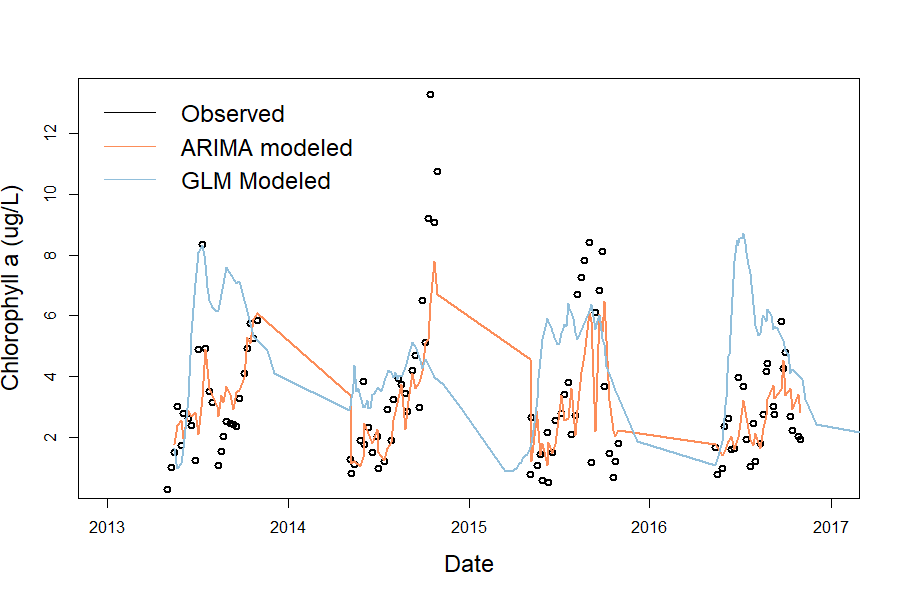 Observed
ARIMA modeled
GLM Modeled
Chlorophyll a (ug/L)
12
10
8
6
4
2
2013 2014 2015 2016 2017
Date